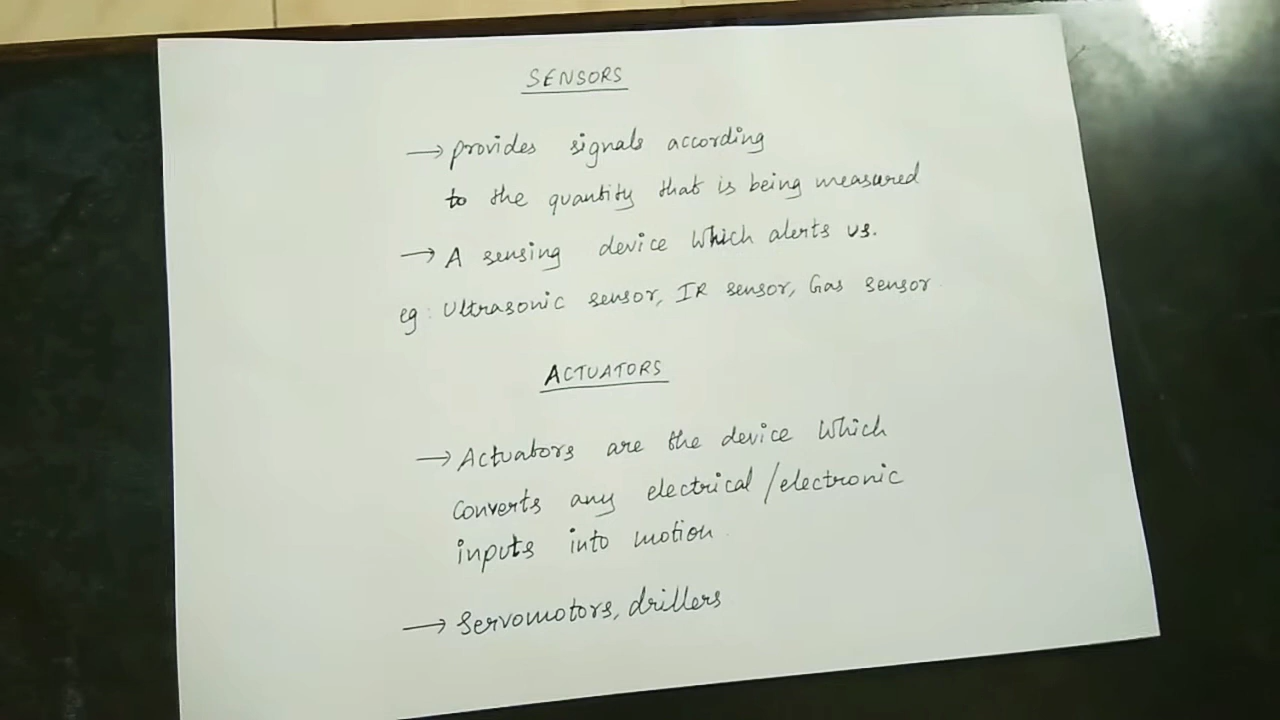 SENSORS
→ provides signals according
to the quantity that is being measured
→ A sensing device which alerts us.
eg: Ultrasonic sensor, IR sensor, Gas sensor
ACTUATORS
→ Actuators are the device which
converts any electrical/electronic
inputs into motion
→ Servomotors, drillers